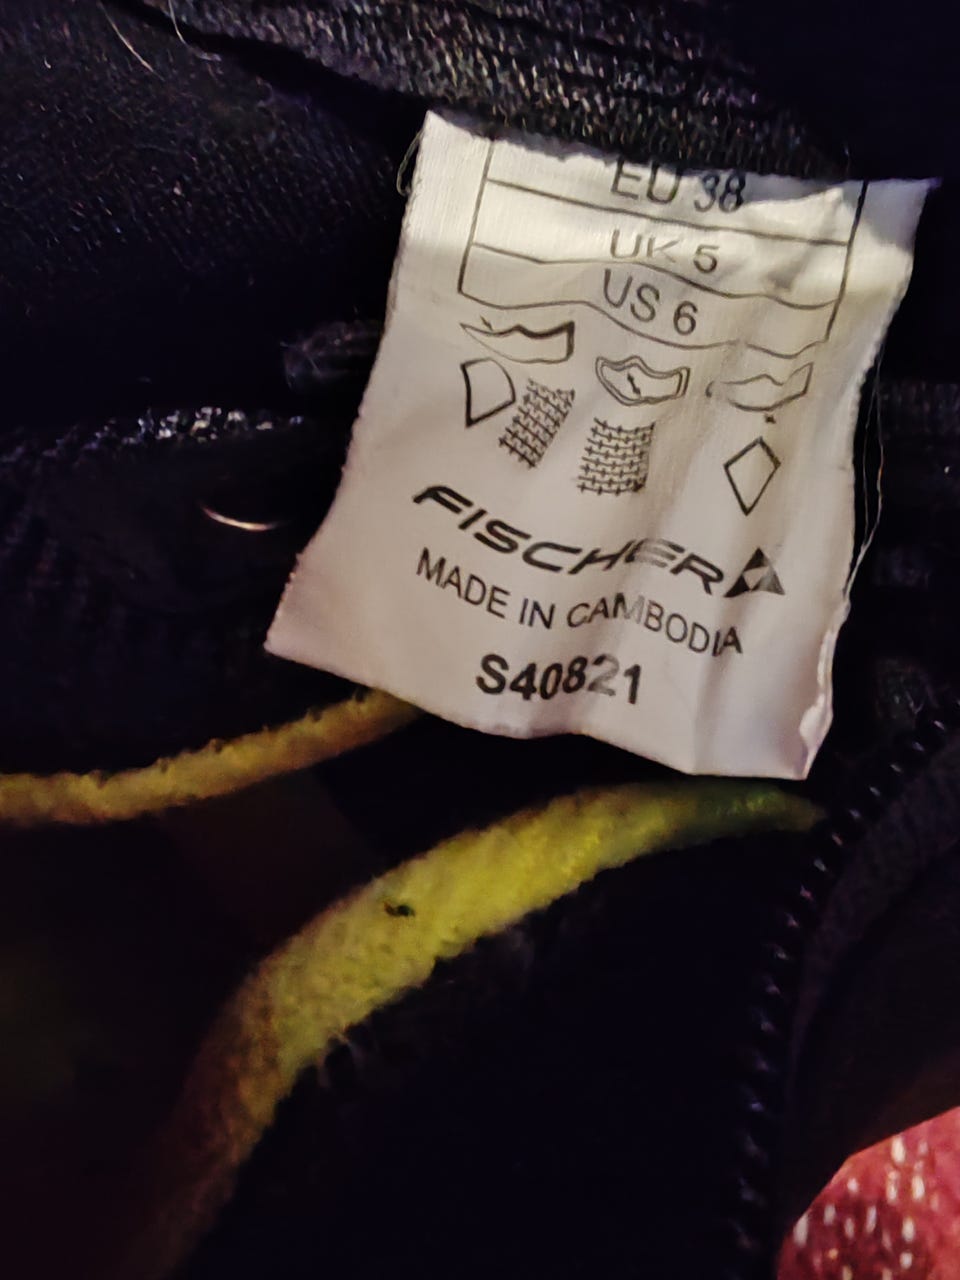 EU 38
UK 5
US 6
FISCHER
MADE IN CAMBODIA
S40821